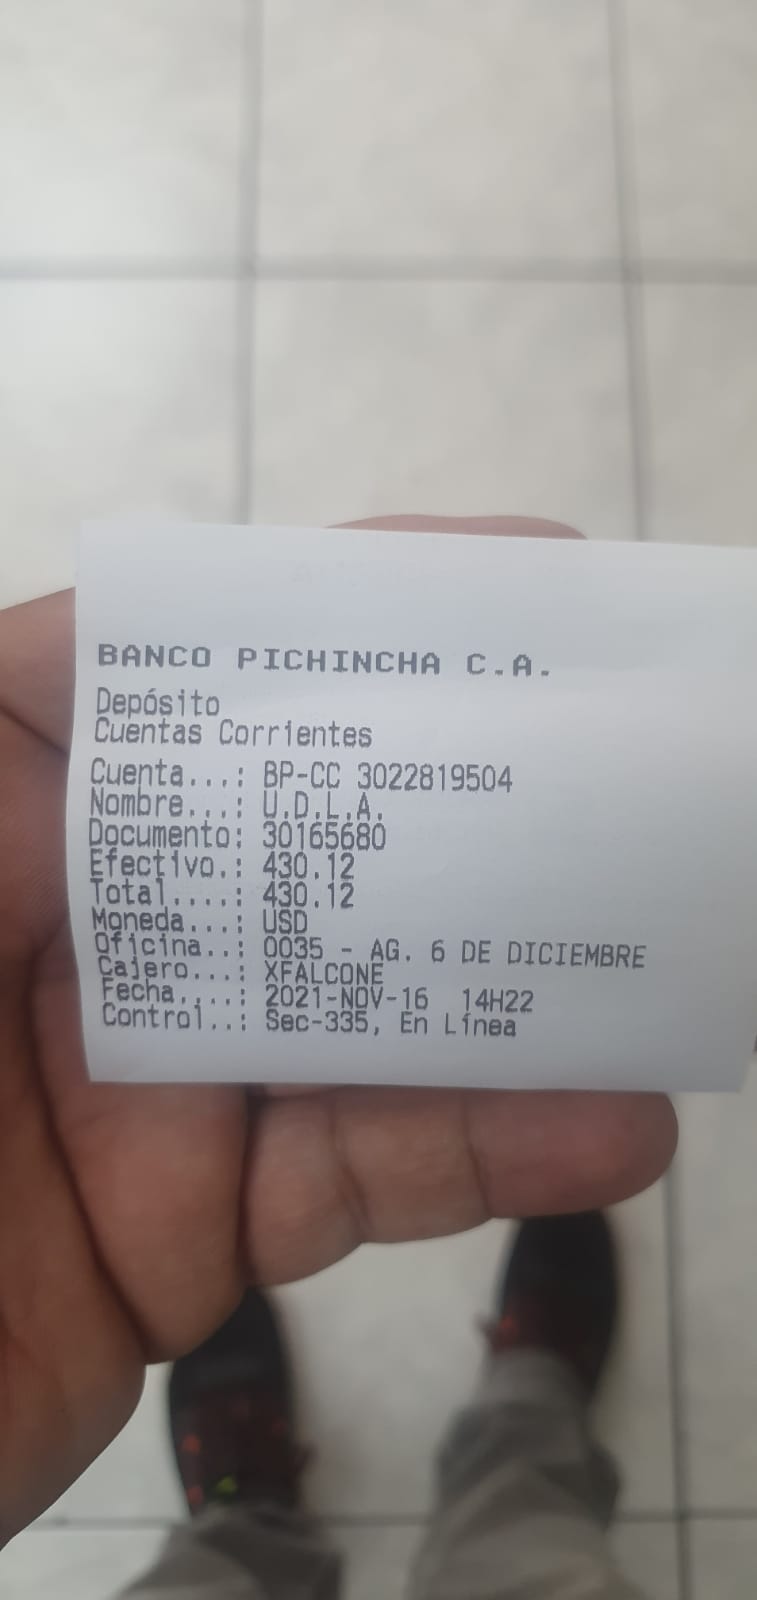 BANCO PICHINCHA C.A.
Depósito
Cuentas Corrientes
Cuenta...: BP-CC 3022819504
Nombre...: U.D.L.A.
Documento: 30165680
Efectivo.: 430.12
Total....: 430.12
Moneda...: USD
Oficina..: 0035 - AG. 6 DE DICIEMBRE
Cajero...: XFALCONE
Fecha....: 2021-NOV-16  14H22
Control..: Sec-335, En Línea